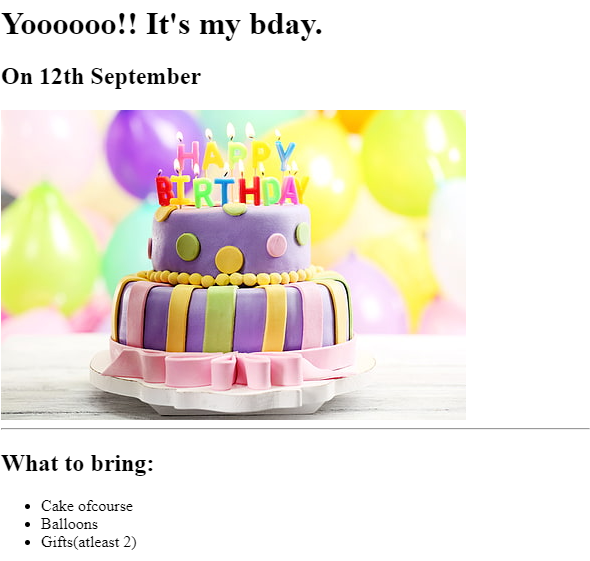 Yoooooo!! It's my bday.
On 12th September
HAPPY
BIRTHDAY
What to bring:
Cake ofcourse
Balloons
Gifts(atleast 2)